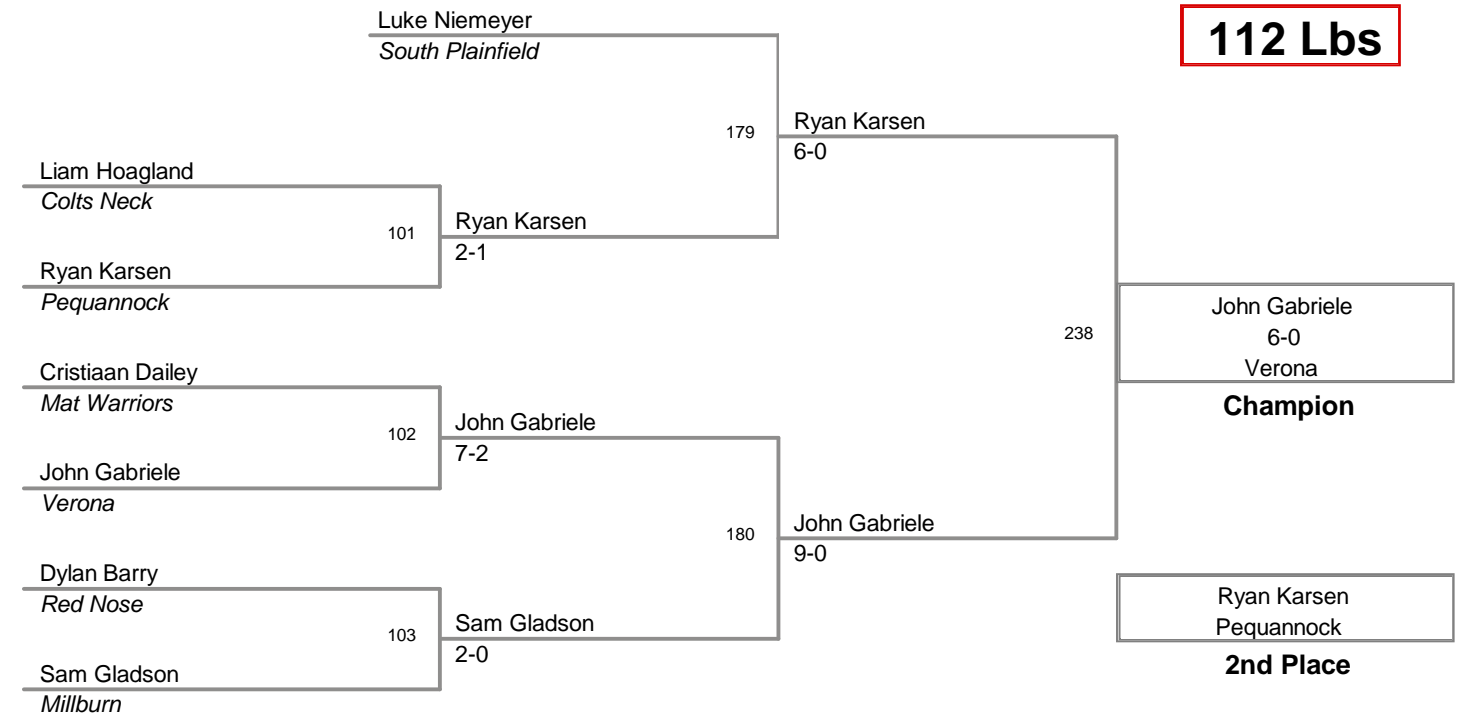 Luke Niemeyer
South Plainfield
112 Lbs
179
Ryan Karsen
6-0
Liam Hoagland
Colts Neck
101
Ryan Karsen
2-1
Ryan Karsen
Pequannock
238
John Gabriele
6-0
Verona
Champion
Cristiaan Dailey
Mat Warriors
102
John Gabriele
7-2
John Gabriele
Verona
180
John Gabriele
9-0
Dylan Barry
Red Nose
103
Sam Gladson
2-0
Sam Gladson
Millburn
Ryan Karsen
Pequannock
2nd Place